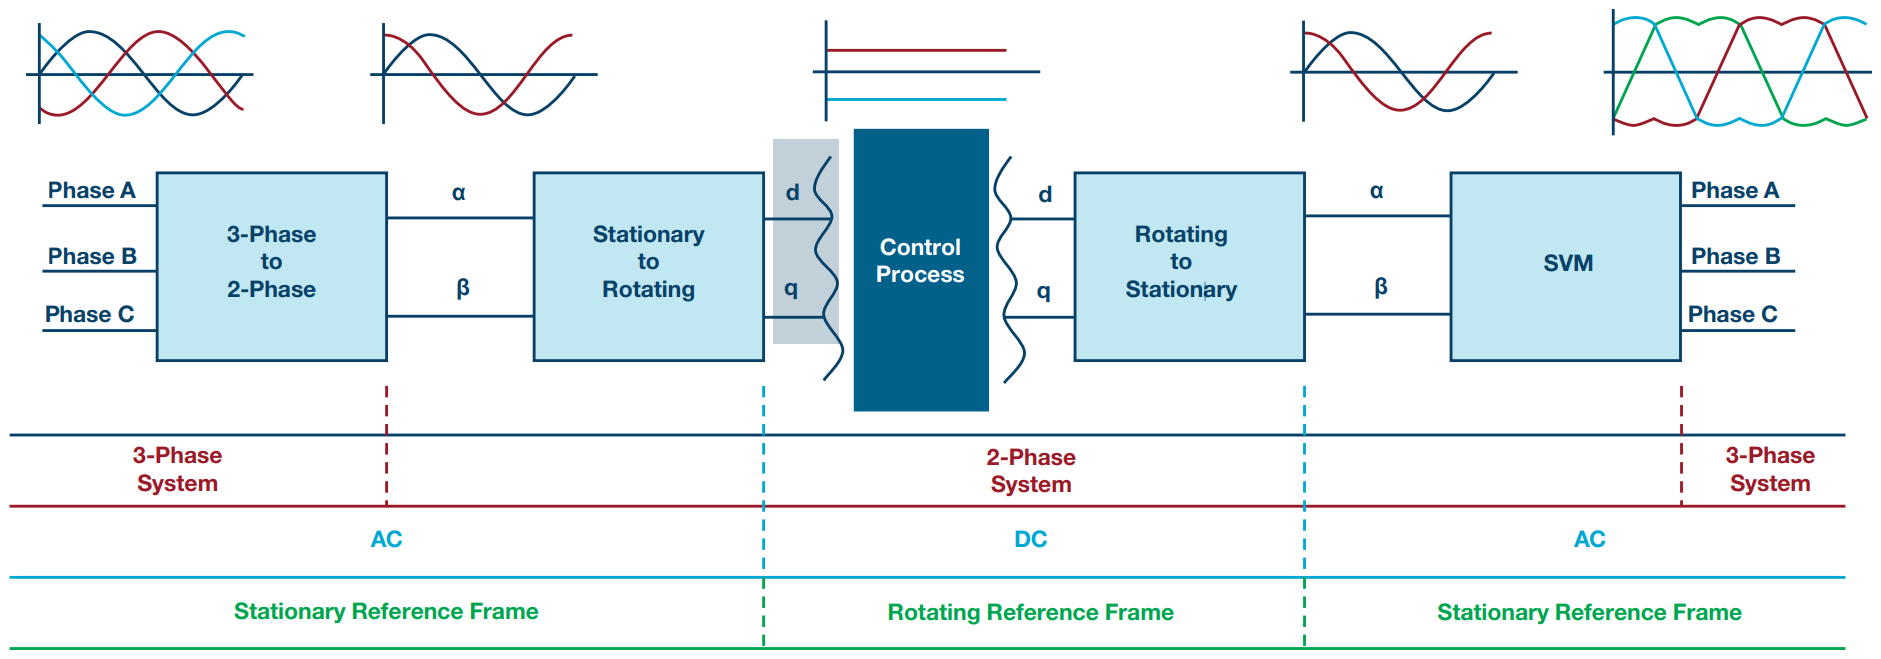 Phase A
Phase B
Phase C
3-Phase
to
2-Phase
α
β
Stationary
to
Rotating
d
q
Control
Process
d
q
Rotating
to
Stationary
α
β
SVM
Phase A
Phase B
Phase C
3-Phase
System
2-Phase
System
3-Phase
System
AC
DC
AC
Stationary Reference Frame
Rotating Reference Frame
Stationary Reference Frame